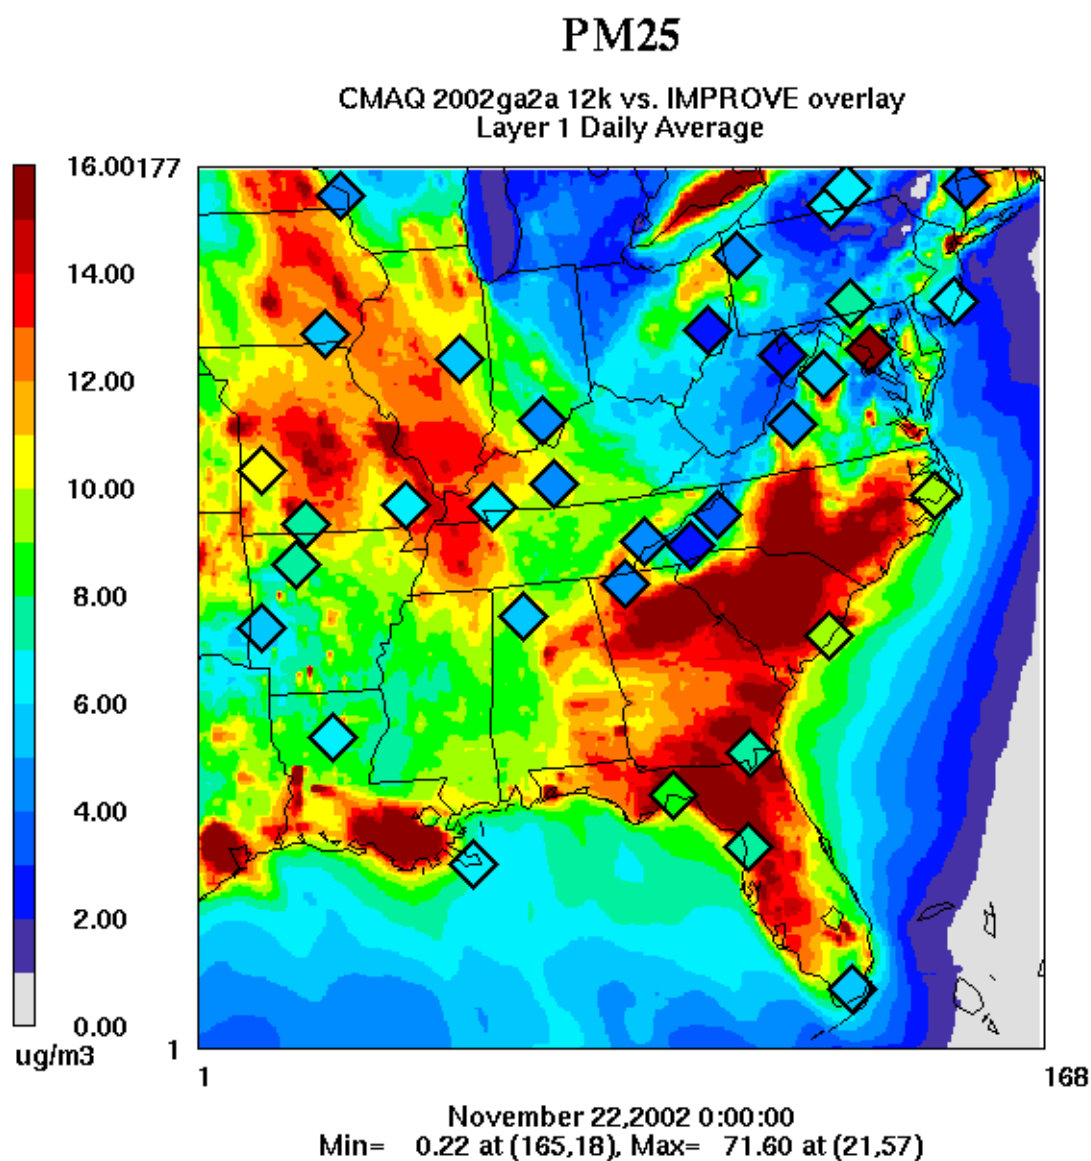 PM25
CMAQ 2002ga2a 12k vs. IMPROVE overlay
Layer 1 Daily Average
16.00
177
14.00
12.00
10.00
8.00
6.00
4.00
2.00
0.00
ug/m3
1
1
168
November 22,2002 0:00:00
Min= 0.22 at (165,18), Max= 71.60 at (21,57)